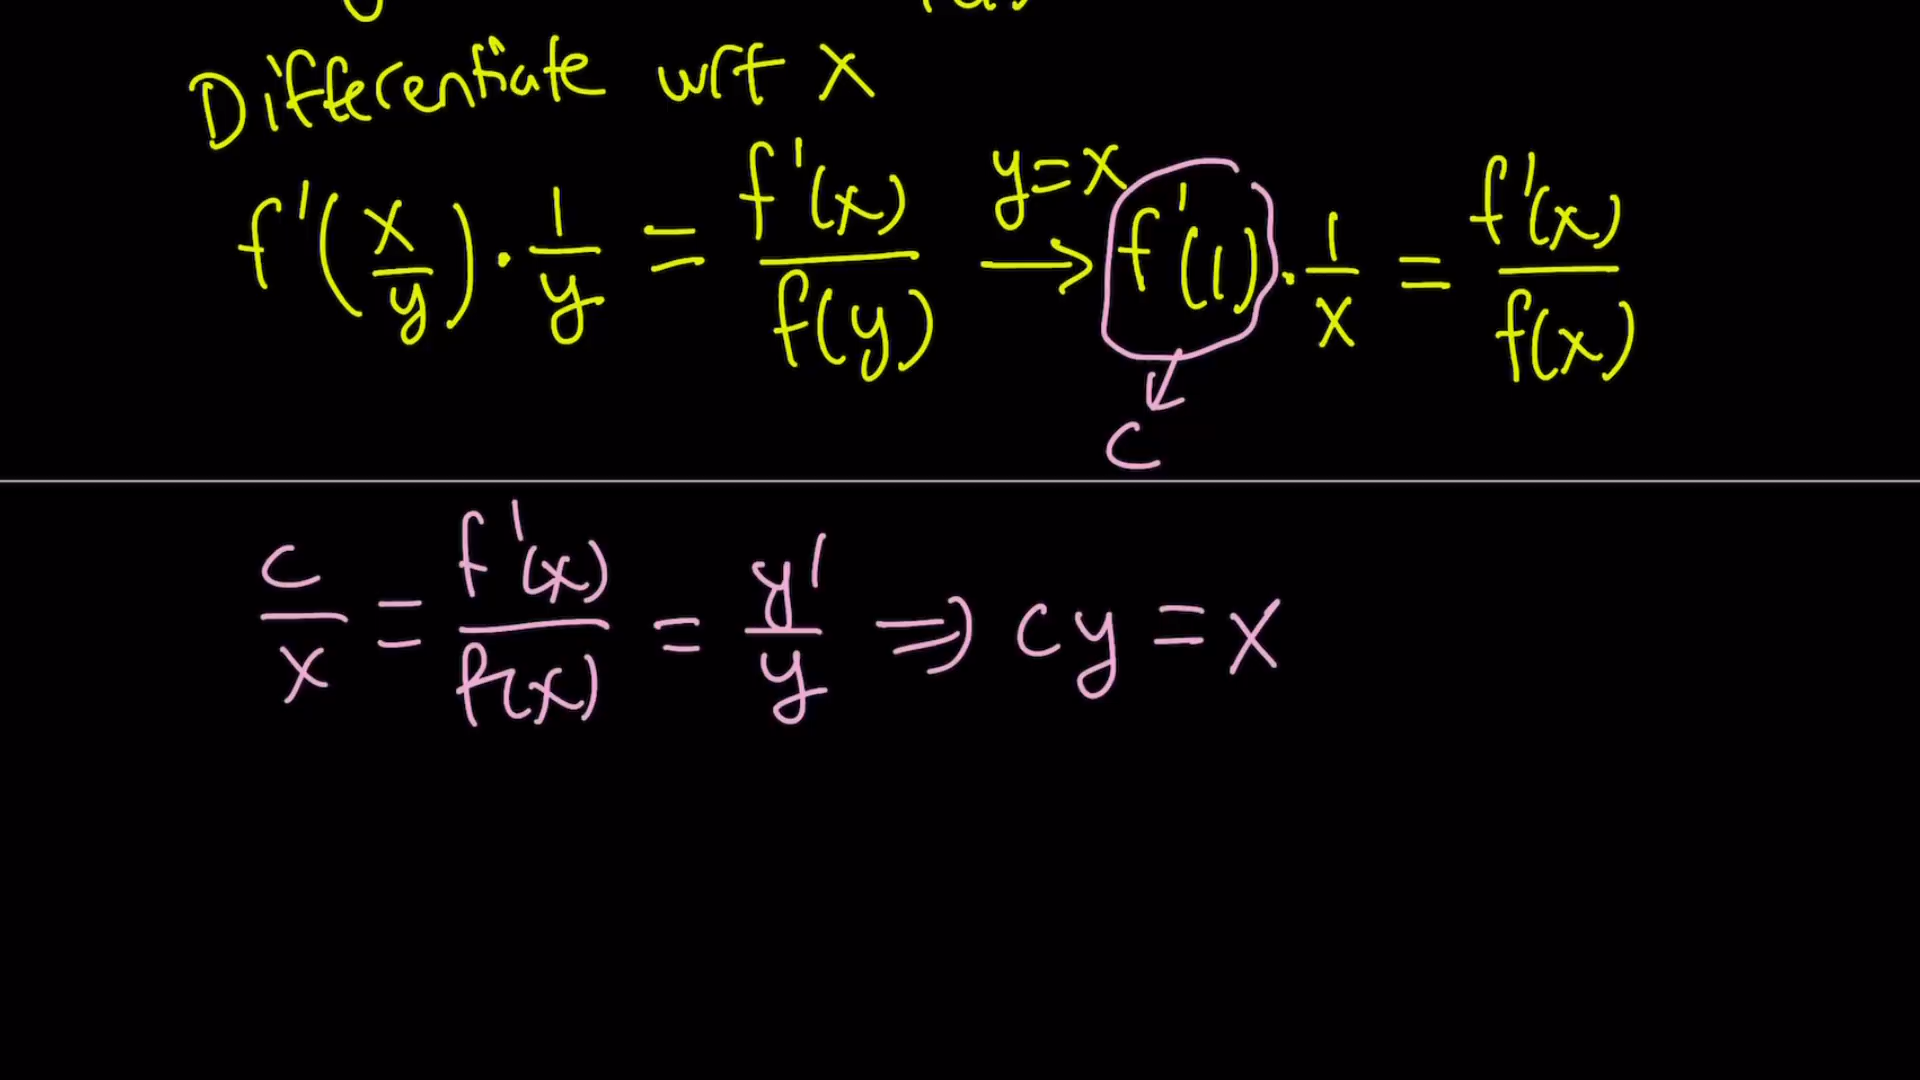 Differentiate wrt x
f'(x/y) · 1/y = f'(x)/f(y) y=x → f'(1) · 1/x = f'(x)/f(x)
c
c/x = f'(x)/f(x) = y'/y ⇒ cy = x